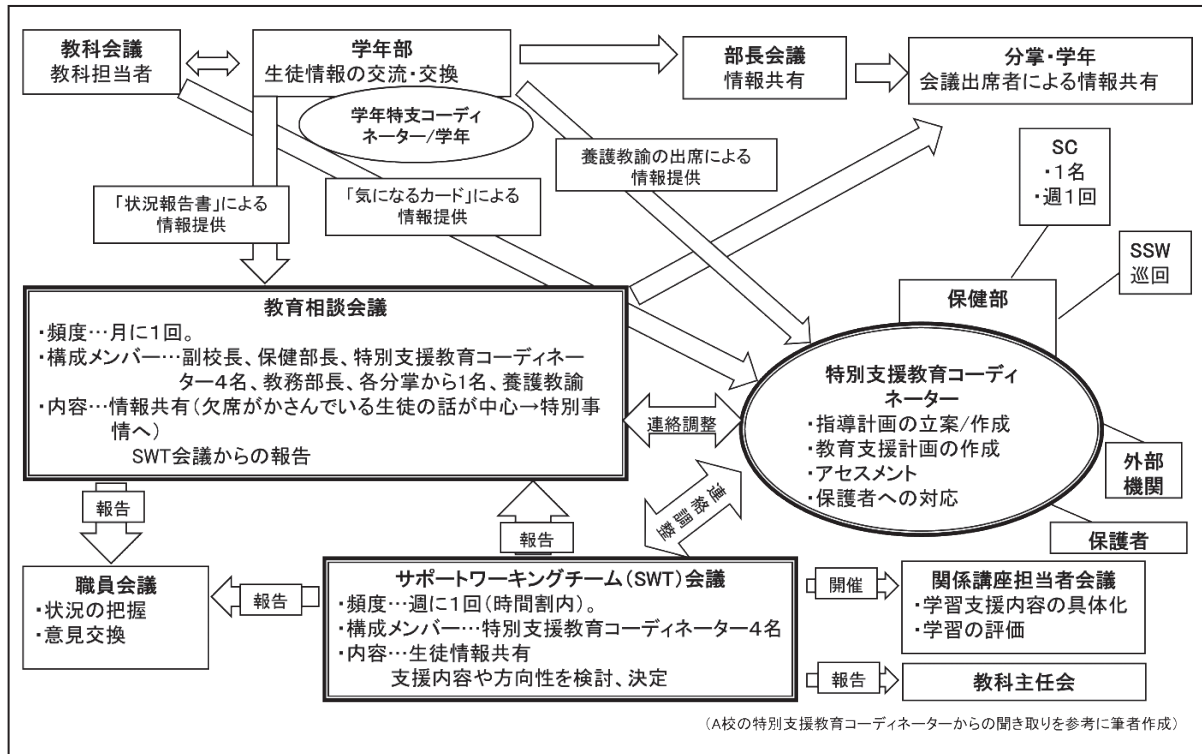 教科会議
教科担当者
学年部
生徒情報の交流・交換
学年特支コーディ
ネーター/学年
部長会議
情報共有
分掌・学年
会議出席者による情報共有
「状況報告書」による
情報提供
「気になるカード」による
情報提供
養護教諭の出席による
情報提供
SC
・1名
・週1回
SSW
巡回
保健部
教育相談会議
・頻度…月に1回。
・構成メンバー…副校長、保健部長、特別支援教育コーディネー
ター4名、教務部長、各分掌から1名、養護教諭
・内容…情報共有(欠席がかさんでいる生徒の話が中心→特別事
情へ)
SWT会議からの報告
連絡調整
特別支援教育コーディ
ネーター
・指導計画の立案/作成
・教育支援計画の作成
・アセスメント
・保護者への対応
外部
機関
保護者
報告
報告
連絡調整
職員会議
・状況の把握
・意見交換
報告
サポートワーキングチーム(SWT)会議
・頻度…週に1回(時間割内)。
・構成メンバー…特別支援教育コーディネーター4名
・内容…生徒情報共有
支援内容や方向性を検討、決定
開催
関係講座担当者会議
・学習支援内容の具体化
・学習の評価
報告
教科主任会
(A校の特別支援教育コーディネーターからの聞き取りを参考に筆者作成)